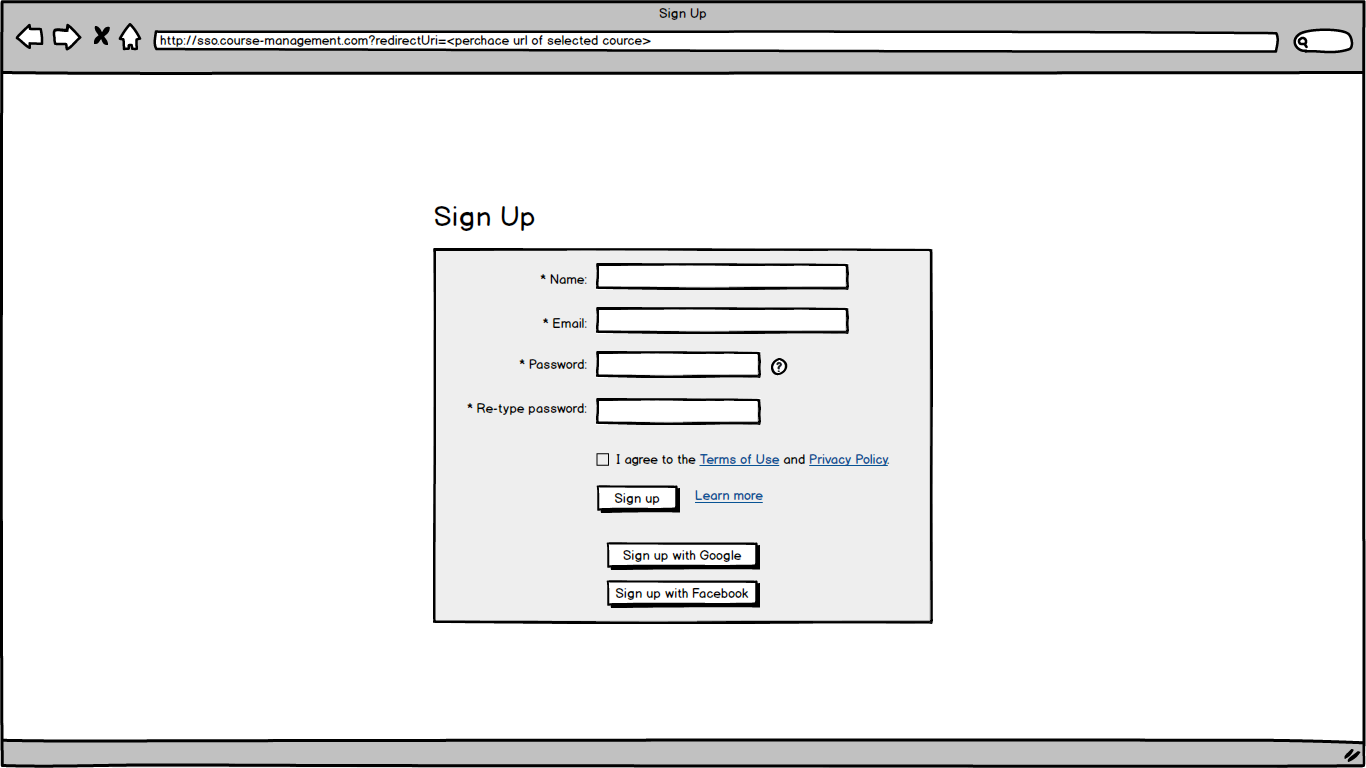 Sign Up
http://sso.course-management.com?redirectUri=<perchace url of selected cource>
Sign Up
* Name:
* Email:
* Password:
?
* Re-type password:
I agree to the Terms of Use and Privacy Policy.
Sign up Learn more
Sign up with Google
Sign up with Facebook